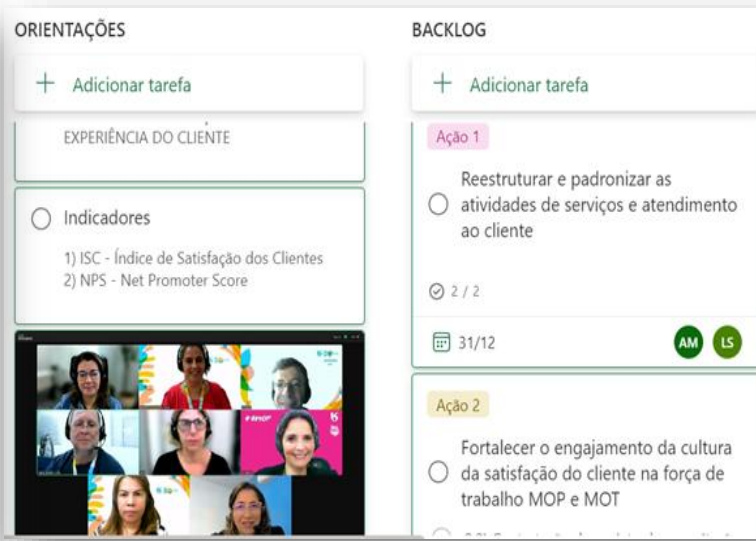 ORIENTAÇÕES
Adicionar tarefa
EXPERIÊNCIA DO CLIENTE
Indicadores
1) ISC - Índice de Satisfação dos Clientes
2) NPS - Net Promoter Score
#MOP
BACKLOG
Adicionar tarefa
Ação 1
Reestruturar e padronizar as
atividades de serviços e atendimento
ao cliente
2 / 2
31/12
AM
LS
Ação 2
Fortalecer o engajamento da cultura
da satisfação do cliente na força de
trabalho MOP e MOT